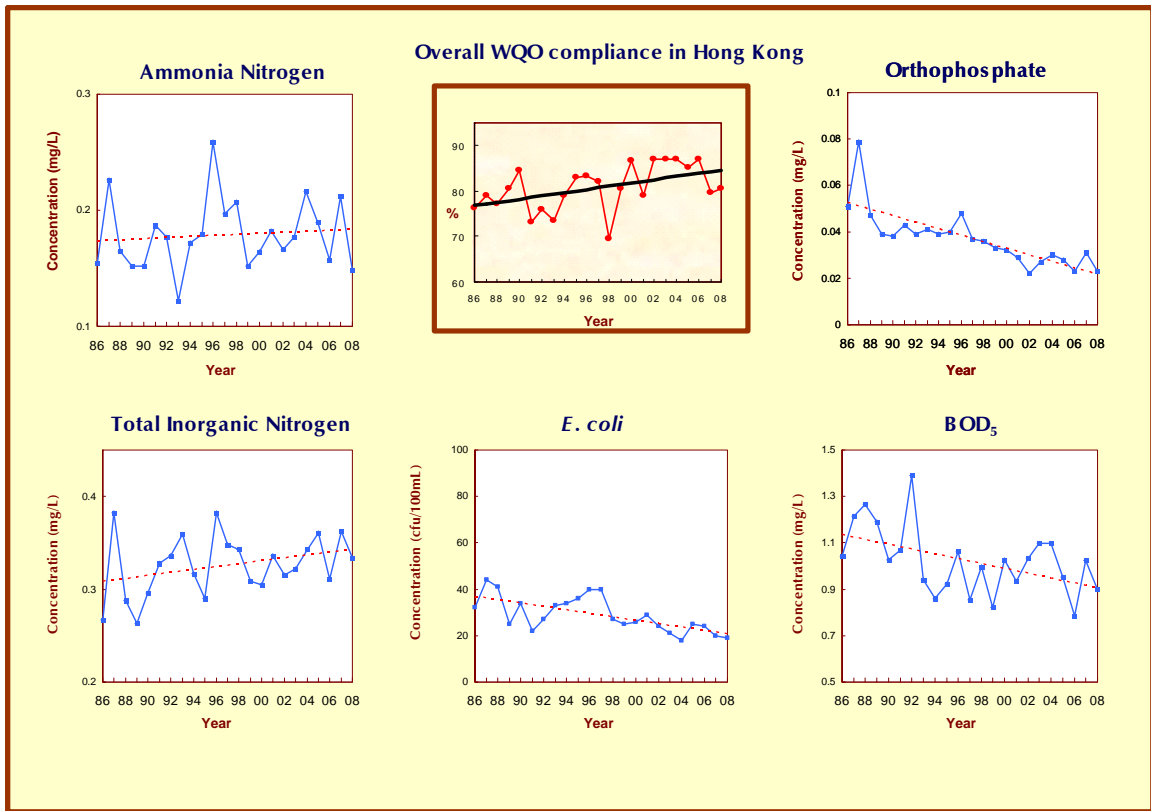 Overall WQO compliance in Hong Kong
Ammonia Nitrogen
Concentration (mg/L)
0.3
0.2
0.1
86 88 90 92 94 96 98 00 02 04 06 08
Year
%
90
80
70
60
86 88 90 92 94 96 98 00 02 04 06 08
Year
Orthophosphate
Concentration (mg/L)
0.1
0.08
0.06
0.04
0.02
0
86 88 90 92 94 96 98 00 02 04 06 08
Year
Total Inorganic Nitrogen
Concentration (mg/L)
0.4
0.3
0.2
86 88 90 92 94 96 98 00 02 04 06 08
Year
E. coli
Concentration (cfu/100mL)
100
80
60
40
20
0
86 88 90 92 94 96 98 00 02 04 06 08
Year
BOD₅
Concentration (mg/L)
1.5
1.3
1.1
0.9
0.7
0.5
86 88 90 92 94 96 98 00 02 04 06 08
Year